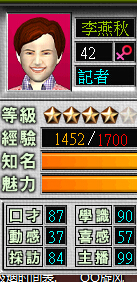 李燕秋
42
記者
等級
經驗 1452/1700
知名
魅力
口才 87 學識 90
動感 37 喜感 57
採訪 84 主播 99